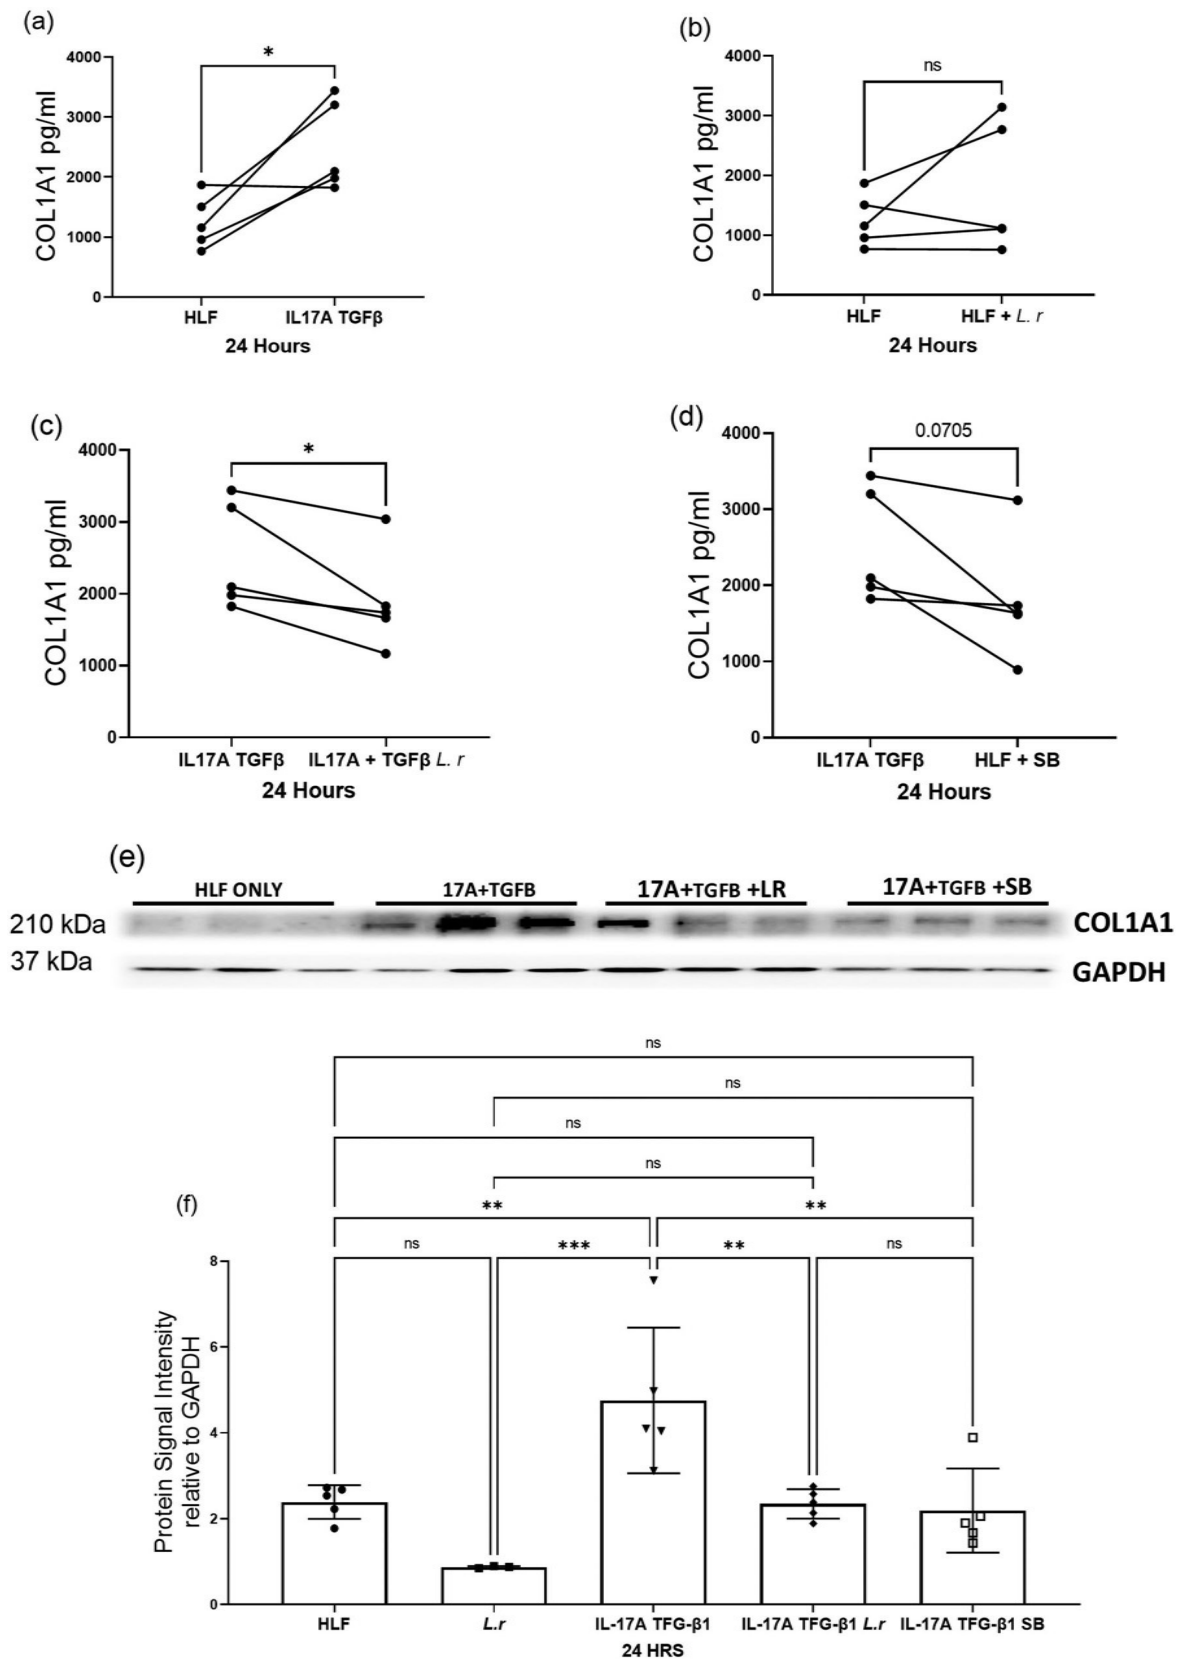 (a)
4000
3000
2000
1000
0
COL1A1 pg/ml
*
HLF
IL17A TGFβ
24 Hours
(b)
4000
3000
2000
1000
0
COL1A1 pg/ml
ns
HLF
HLF + L. r
24 Hours
(c)
4000
3000
2000
1000
0
COL1A1 pg/ml
*
IL17A TGFβ
IL17A + TGFβ L. r
24 Hours
(d)
4000
3000
2000
1000
0
COL1A1 pg/ml
0.0705
IL17A TGFβ
HLF + SB
24 Hours
(e)
HLF ONLY
17A+TGFB
17A+TGFB +LR
17A+TGFB +SB
210 kDa
COL1A1
37 kDa
GAPDH
(f)
ns
ns
ns
ns
**
**
ns
***
**
ns
8
6
4
2
0
Protein Signal Intensity
relative to GAPDH
HLF
L.r
IL-17A TFG-β1
IL-17A TFG-β1 L.r
IL-17A TFG-β1 SB
24 HRS